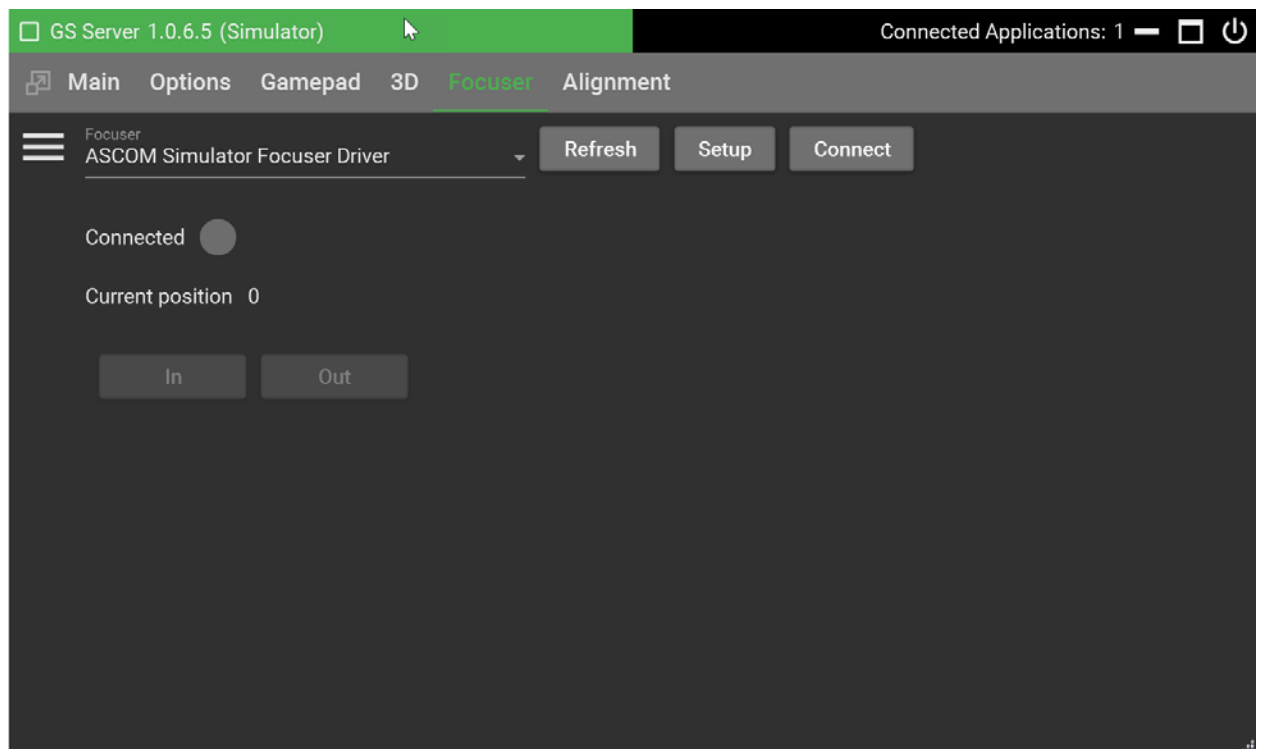 GS Server 1.0.6.5 (Simulator) Connected Applications: 1
Main Options Gamepad 3D Focuser Alignment
Focuser
ASCOM Simulator Focuser Driver Refresh Setup Connect
Connected
Current position 0
In Out